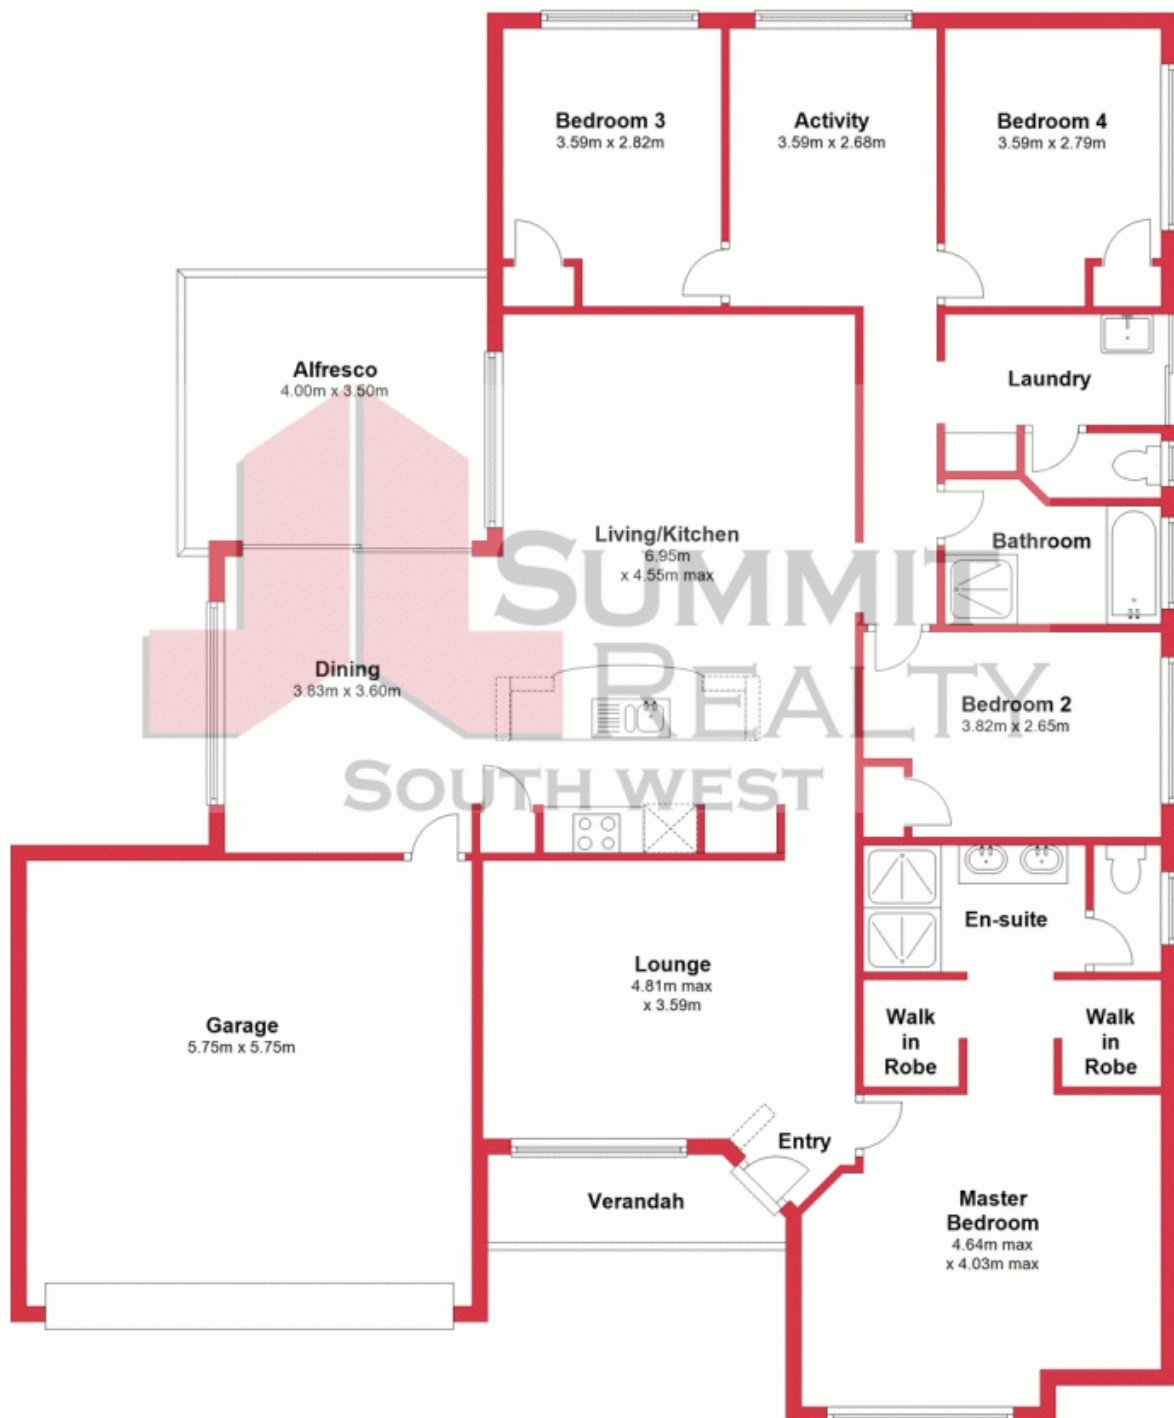 Bedroom 3
3.59m x 2.82m
Activity
3.59m x 2.68m
Bedroom 4
3.59m x 2.79m
Alfresco
4.00m x 3.50m
Laundry
Living/Kitchen
6.95m
x 4.55m max
Bathroom
SUMMIT
REALTY
SOUTH WEST
Dining
3.83m x 3.60m
Bedroom 2
3.82m x 2.65m
En-suite
Lounge
4.81m max
x 3.59m
Walk
in
Robe
Walk
in
Robe
Garage
5.75m x 5.75m
Entry
Verandah
Master
Bedroom
4.64m max
x 4.03m max